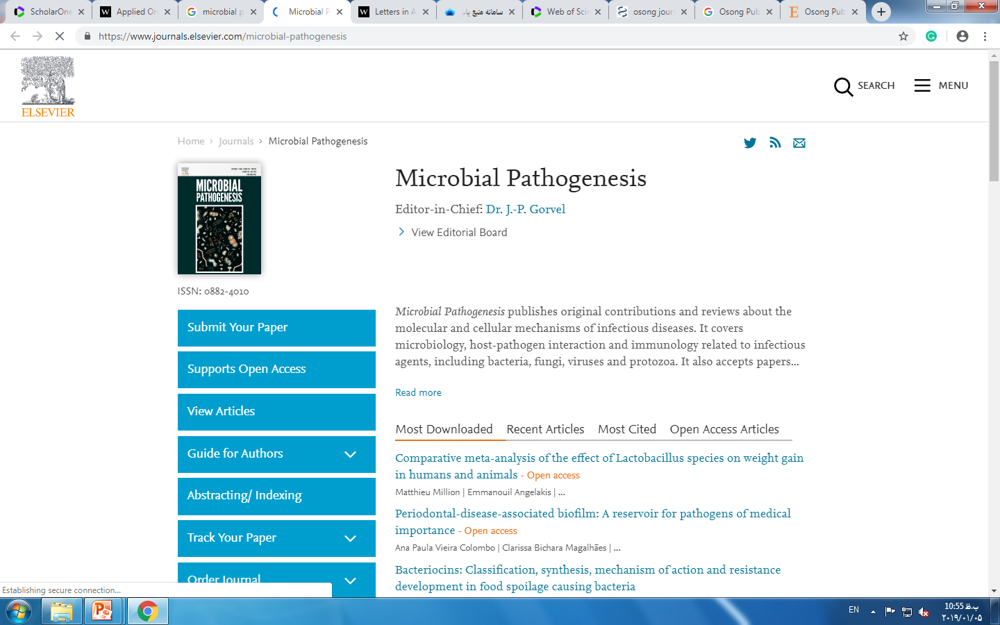 ScholarOne
Applied Or
microbial p
Microbial P
Letters in A
سامانه منبع یاب
Web of Scie
osong jour
Osong Pub
Osong Pub
https://www.journals.elsevier.com/microbial-pathogenesis
ELSEVIER
SEARCH
MENU
Home > Journals > Microbial Pathogenesis
MICROBIAL
PATHOGENESIS
Microbial Pathogenesis
Editor-in-Chief: Dr. J.-P. Gorvel
View Editorial Board
ISSN: 0882-4010
Submit Your Paper
Supports Open Access
View Articles
Guide for Authors
Abstracting/ Indexing
Track Your Paper
Order Journal
Microbial Pathogenesis publishes original contributions and reviews about the
molecular and cellular mechanisms of infectious diseases. It covers
microbiology, host-pathogen interaction and immunology related to infectious
agents, including bacteria, fungi, viruses and protozoa. It also accepts papers...
Read more
Most Downloaded Recent Articles Most Cited Open Access Articles
Comparative meta-analysis of the effect of Lactobacillus species on weight gain
in humans and animals - Open access
Matthieu Million | Emmanouil Angelakis | ...
Periodontal-disease-associated biofilm: A reservoir for pathogens of medical
importance - Open access
Ana Paula Vieira Colombo | Clarissa Bichara Magalhães | ...
Bacteriocins: Classification, synthesis, mechanism of action and resistance
development in food spoilage causing bacteria
Establishing secure connection...
EN
10:55 ب.ظ
۲۰۱۹/۰۱/۰۵